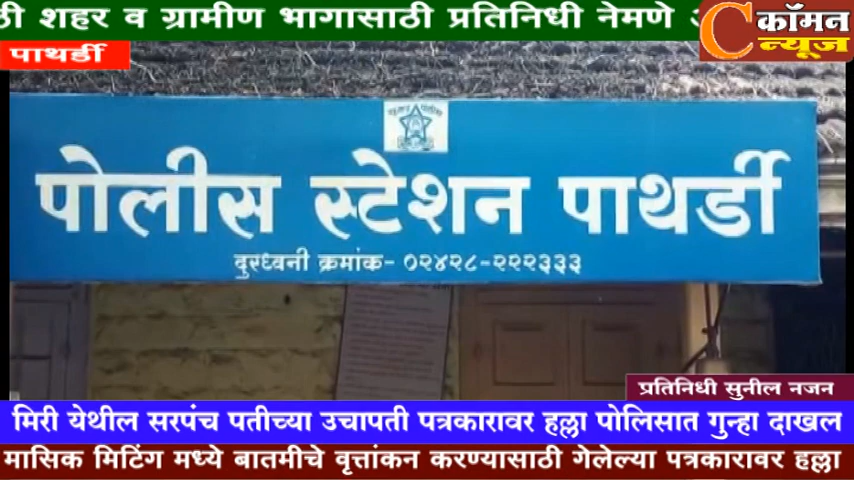 ठी शहर व ग्रामीण भागासाठी प्रतिनिधी नेमणे
कॉमन
न्यूज
पाथर्डी
पोलीस स्टेशन पाथर्डी
दुरध्वनी क्रमांक- ०२४२८-२२२३३३
प्रतिनिधी सुनील नजन
मिरी येथील सरपंच पतीच्या उचापती पत्रकारावर हल्ला पोलिसात गुन्हा दाखल
मासिक मिटिंग मध्ये बातमीचे वृत्तांकन करण्यासाठी गेलेल्या पत्रकारावर हल्ला